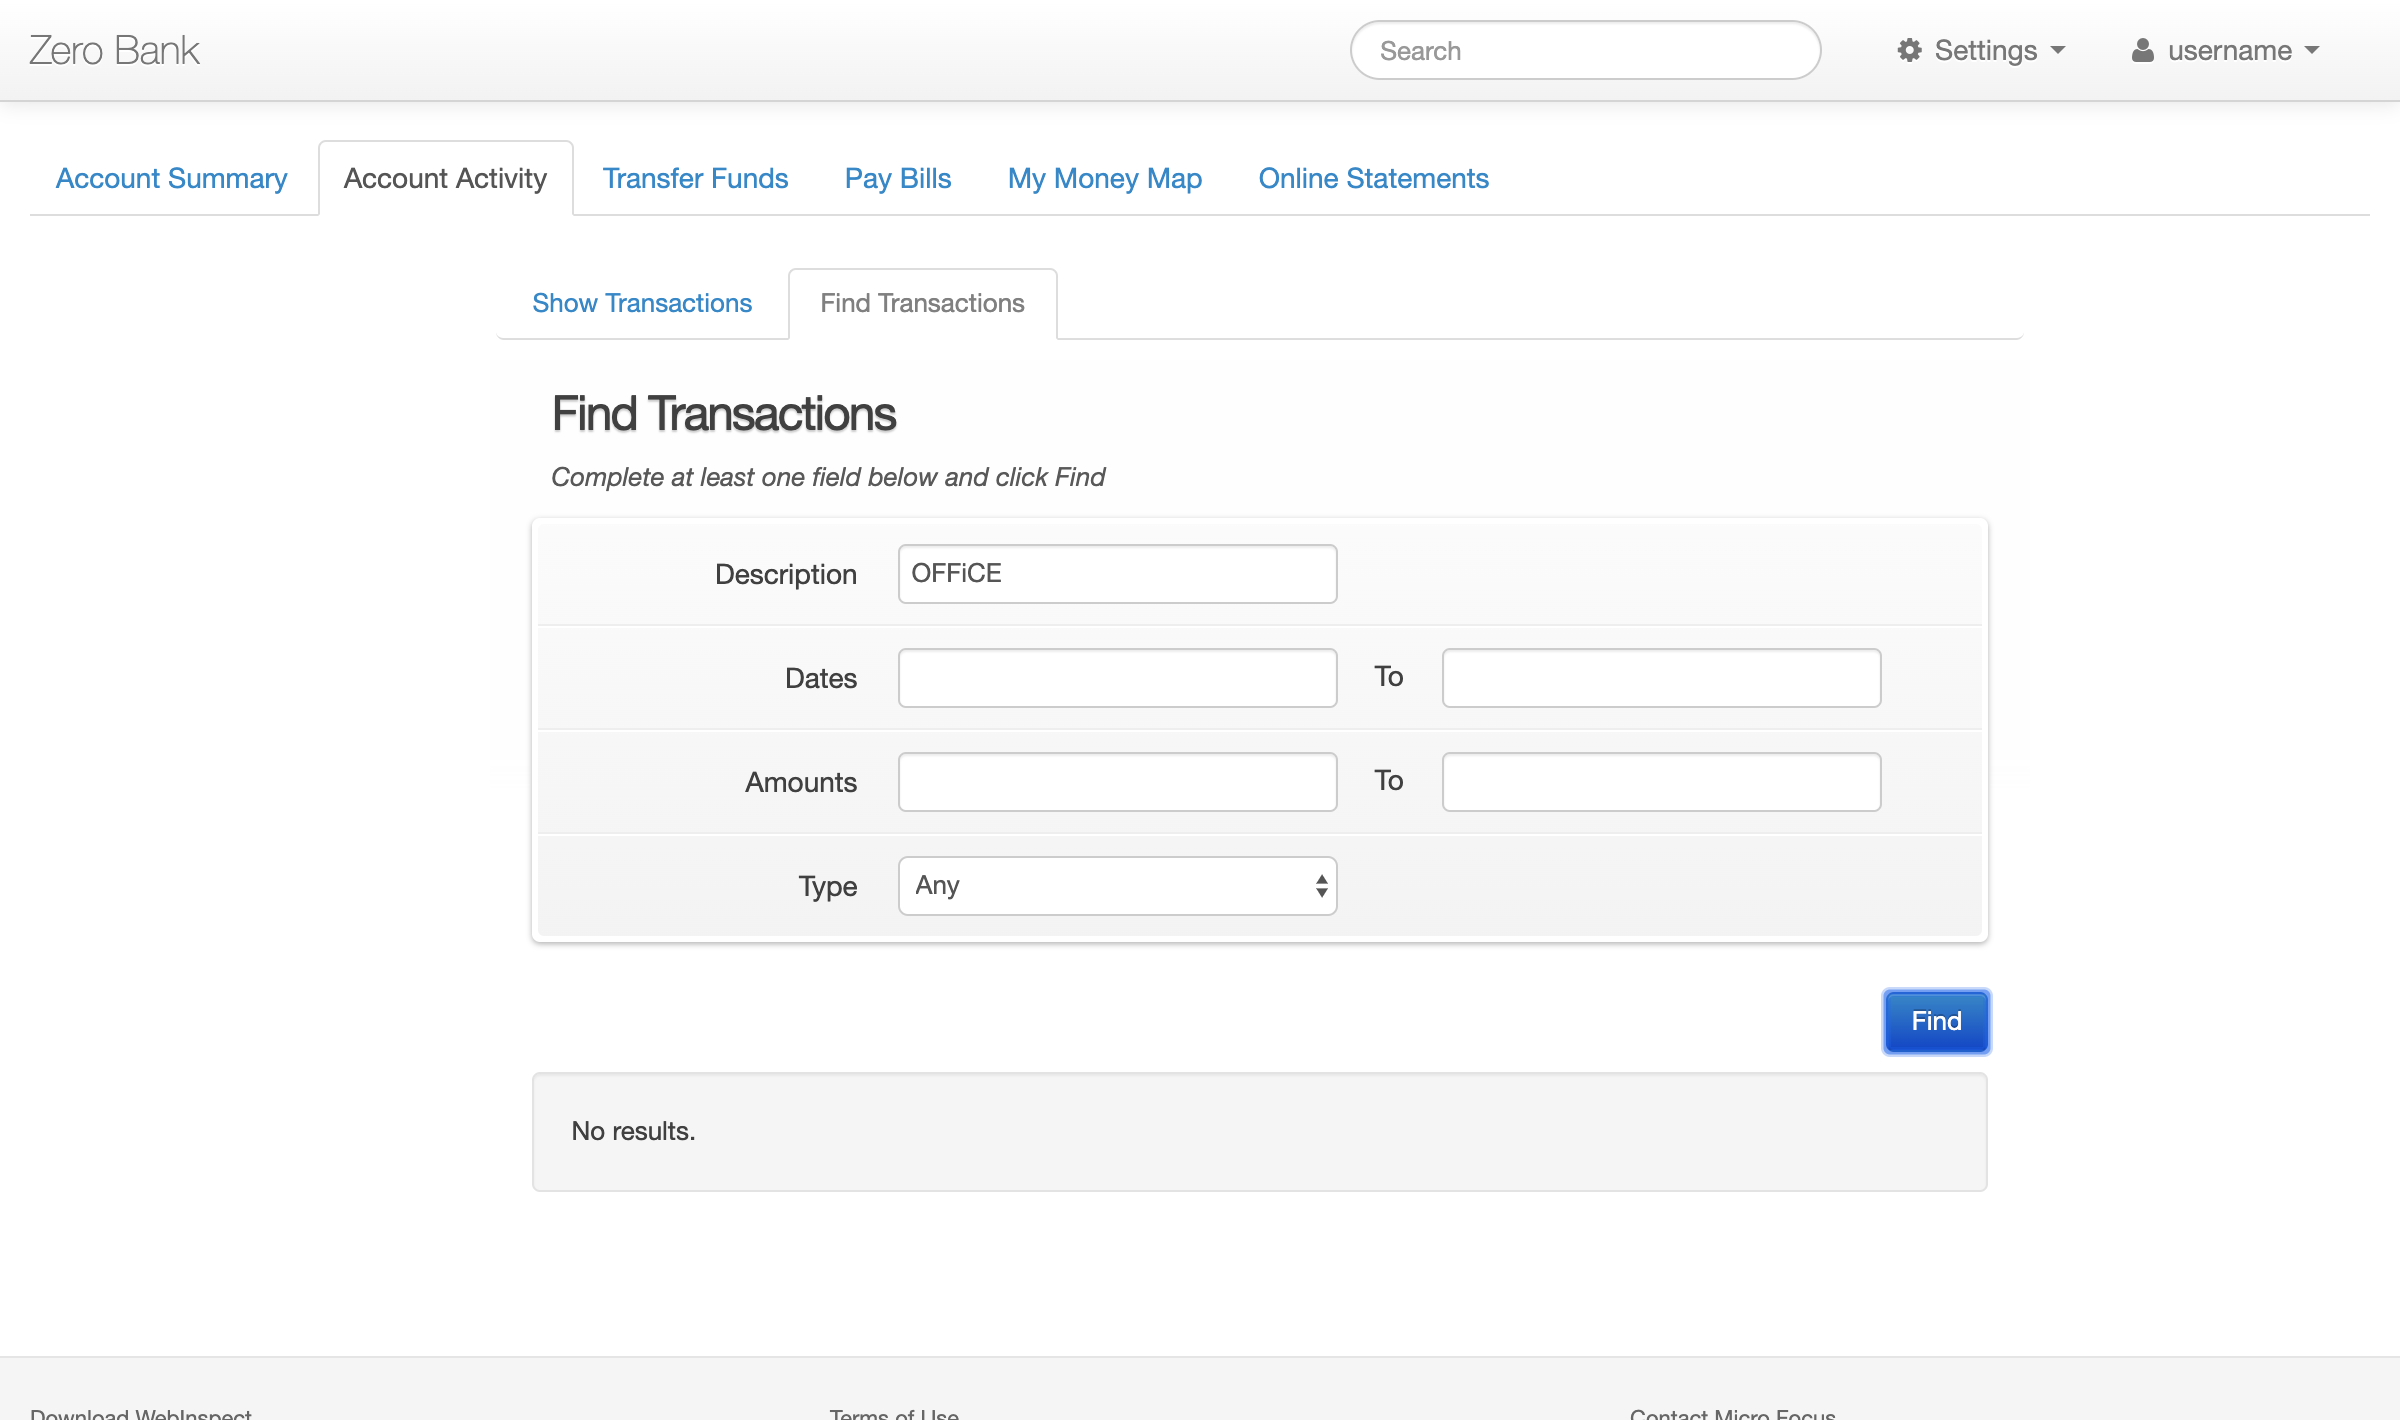 Zero Bank
Search
Settings
username
Account Summary
Account Activity
Transfer Funds
Pay Bills
My Money Map
Online Statements
Show Transactions
Find Transactions
Find Transactions
Complete at least one field below and click Find
Description
OFFiCE
Dates
To
Amounts
To
Type
Any
Find
No results.
Download WebInspect
Terms of Use
Contact Micro Focus